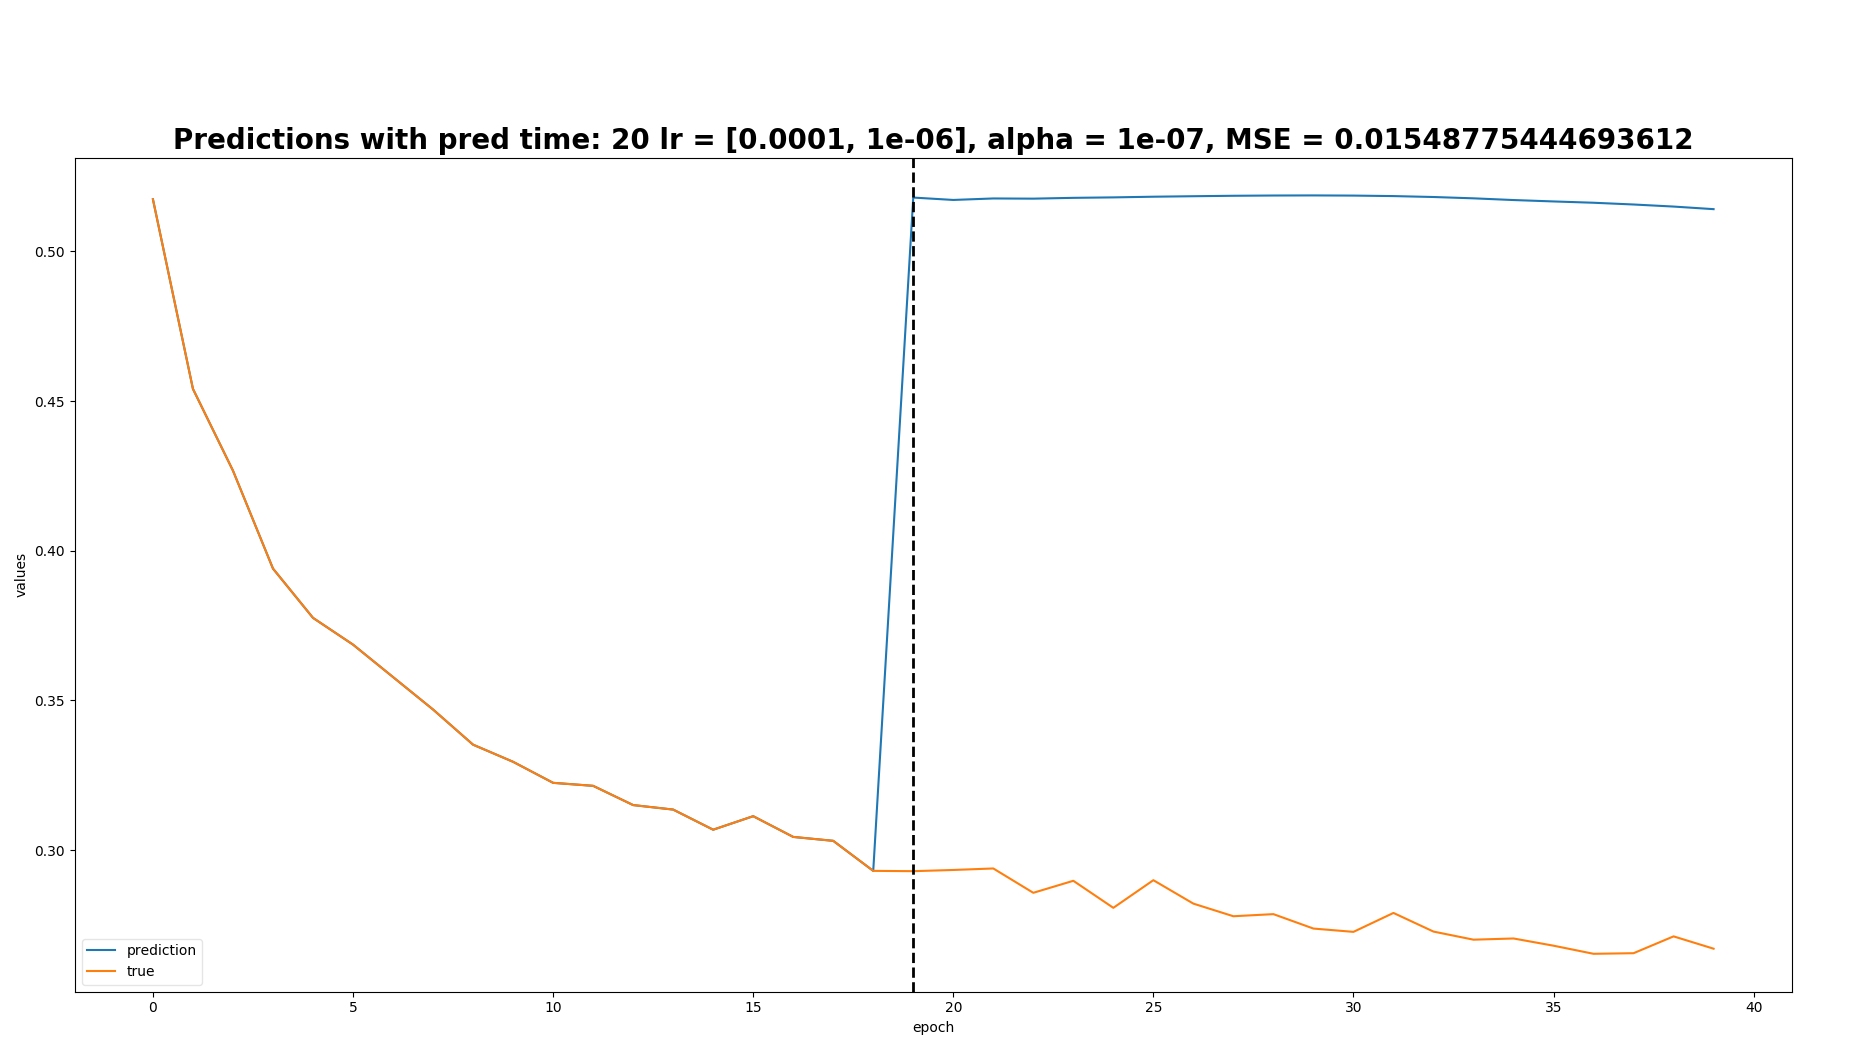 Predictions with pred time: 20 lr = [0.0001, 1e-06], alpha = 1e-07, MSE = 0.01548775444693612
values
0.50
0.45
0.40
0.35
0.30
prediction
true
0 5 10 15 20 25 30 35 40
epoch